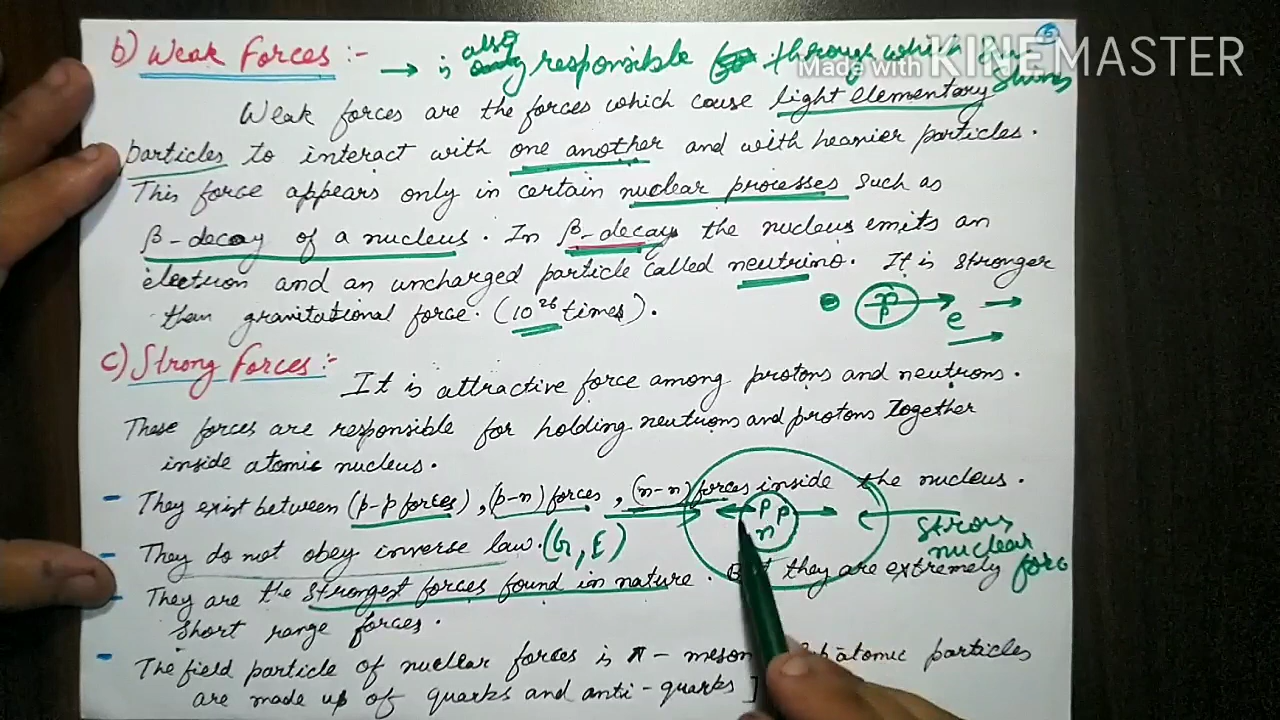 5
b) Weak Forces :- → is also responsible through which Sun Shines
Made with KINEMASTER
Weak forces are the forces which cause light elementary
particles to interact with one another and with heavier particles.
This force appears only in certain nuclear processes such as
β-decay of a nucleus. In β-decay the nucleus emits an
electron and an uncharged particle called neutrino. It is stronger
than gravitational force. (10²⁶ times).
p e
c) Strong Forces :-
It is attractive force among protons and neutrons.
These forces are responsible for holding neutrons and protons together
inside atomic nucleus.
- They exist between (p-p forces), (p-n) forces, (n-n) forces inside the nucleus.
p p
n
Strong
nuclear
forc
- They do not obey inverse law. (G, E)
- They are the strongest forces found in nature. But they are extremely
short range forces.
- The field particle of nuclear forces is π-meson atomic particles
are made up of quarks and anti-quarks ]